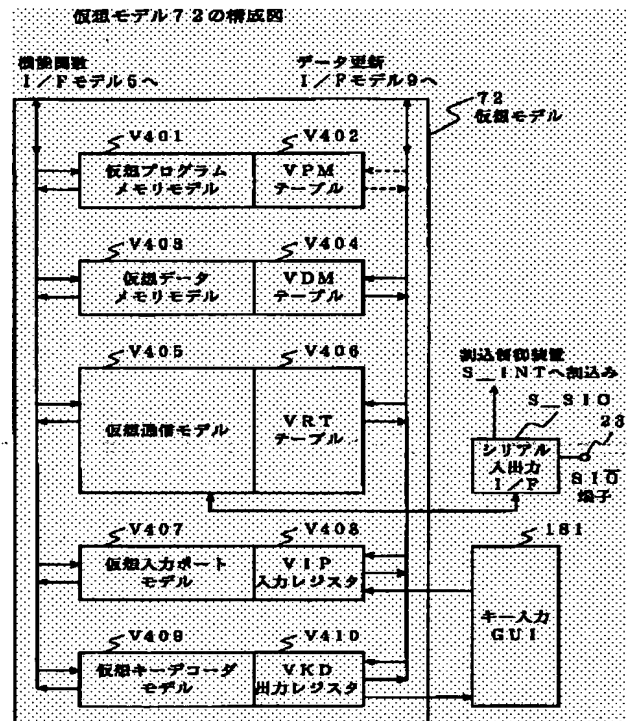 仮想モデル72の構成図
模擬関数
I/Fモデル5へ
データ更新
I/Fモデル9へ
72
仮想モデル
V401
V402
仮想プログラム
メモリモデル
VPM
テーブル
V403
V404
仮想データ
メモリモデル
VDM
テーブル
V405
V406
仮想通信モデル
VRT
テーブル
割込制御装置
S_INTへ割込み
S_SIO
23
シリアル
入出力
I/F
SIO
端子
V407
V408
仮想入力ポート
モデル
VIP
入力レジスタ
181
キー入力
GUI
V409
V410
仮想キーデコーダ
モデル
VKD
出力レジスタ